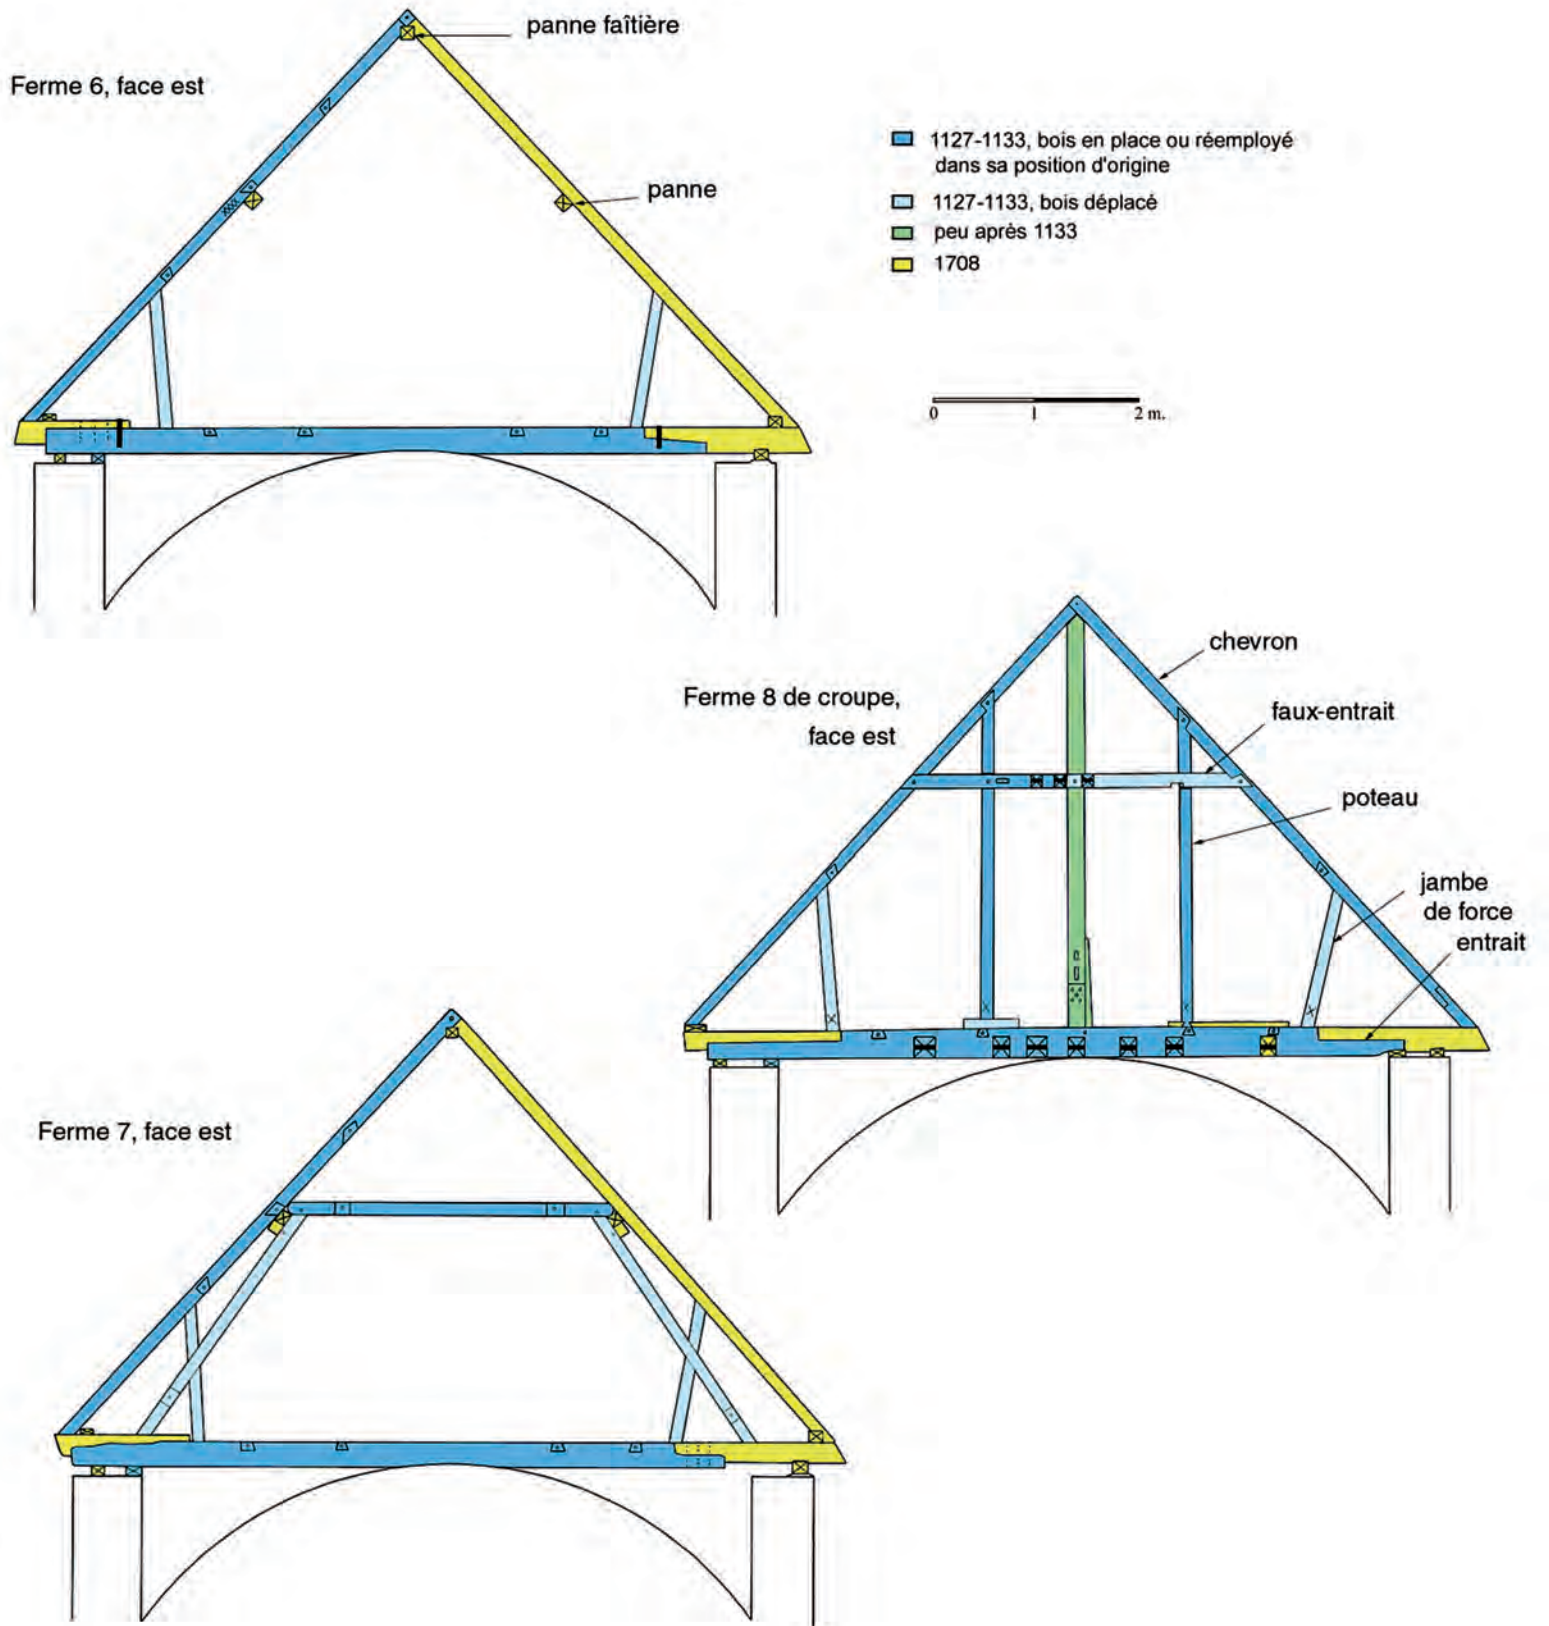 panne faîtière
Ferme 6, face est
panne
1127-1133, bois en place ou réemployé
dans sa position d'origine
1127-1133, bois déplacé
peu après 1133
1708
0 1 2 m.
Ferme 8 de croupe,
face est
chevron
faux-entrait
poteau
jambe
de force
entrait
Ferme 7, face est